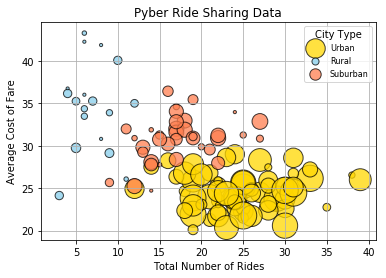 Pyber Ride Sharing Data
City Type
Urban
Rural
Suburban
Average Cost of Fare
45
40
35
30
25
20
5 10 15 20 25 30 35 40
Total Number of Rides